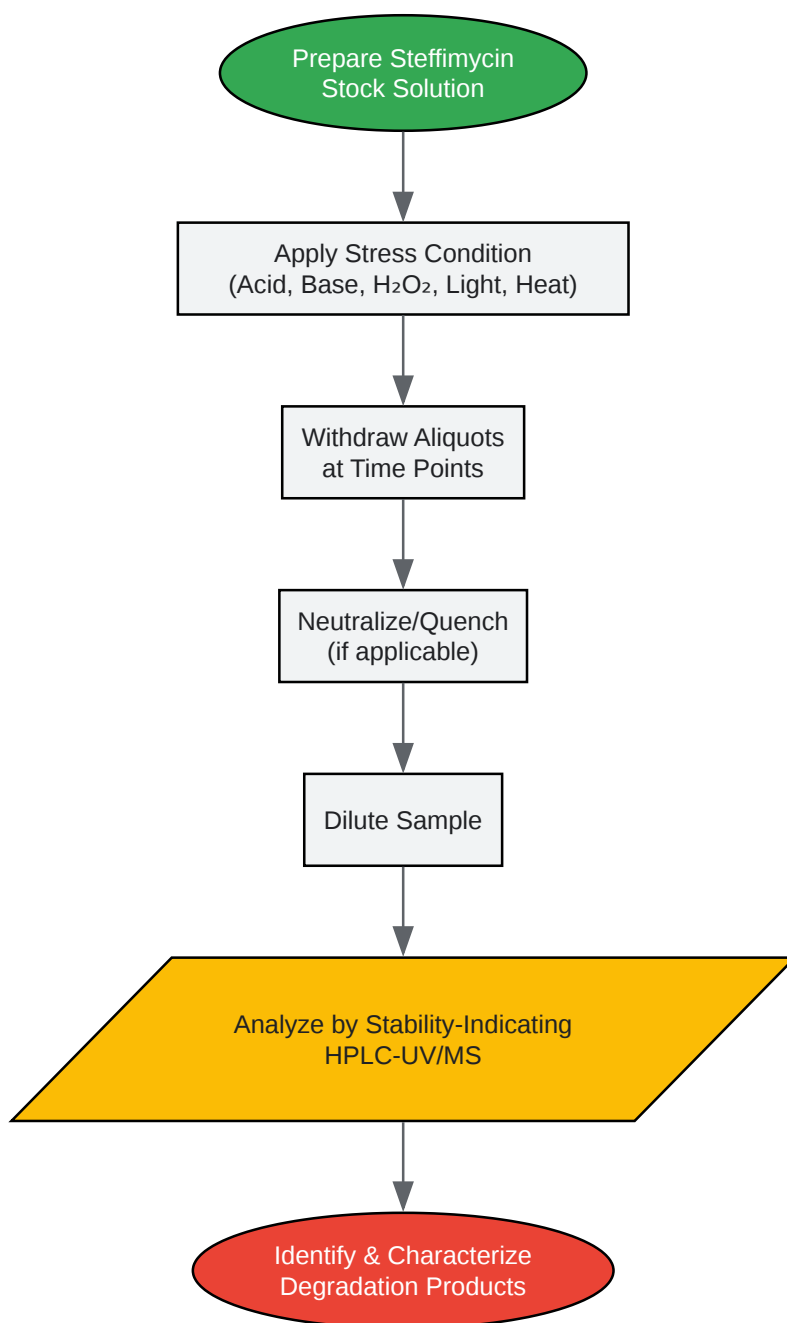 Prepare Steffimycin
Stock Solution
Apply Stress Condition
(Acid, Base, H₂O₂, Light, Heat)
Withdraw Aliquots
at Time Points
Neutralize/Quench
(if applicable)
Dilute Sample
Analyze by Stability-Indicating
HPLC-UV/MS
Identify & Characterize
Degradation Products